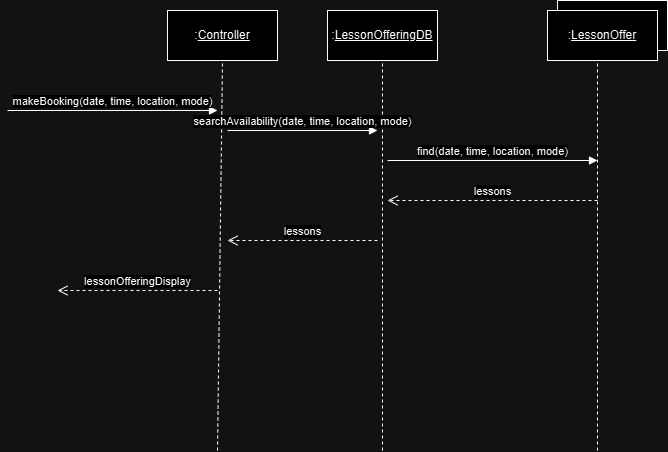 :Controller
:LessonOfferingDB
:LessonOffer
makeBooking(date, time, location, mode)
searchAvailability(date, time, location, mode)
find(date, time, location, mode)
lessons
lessons
lessonOfferingDisplay